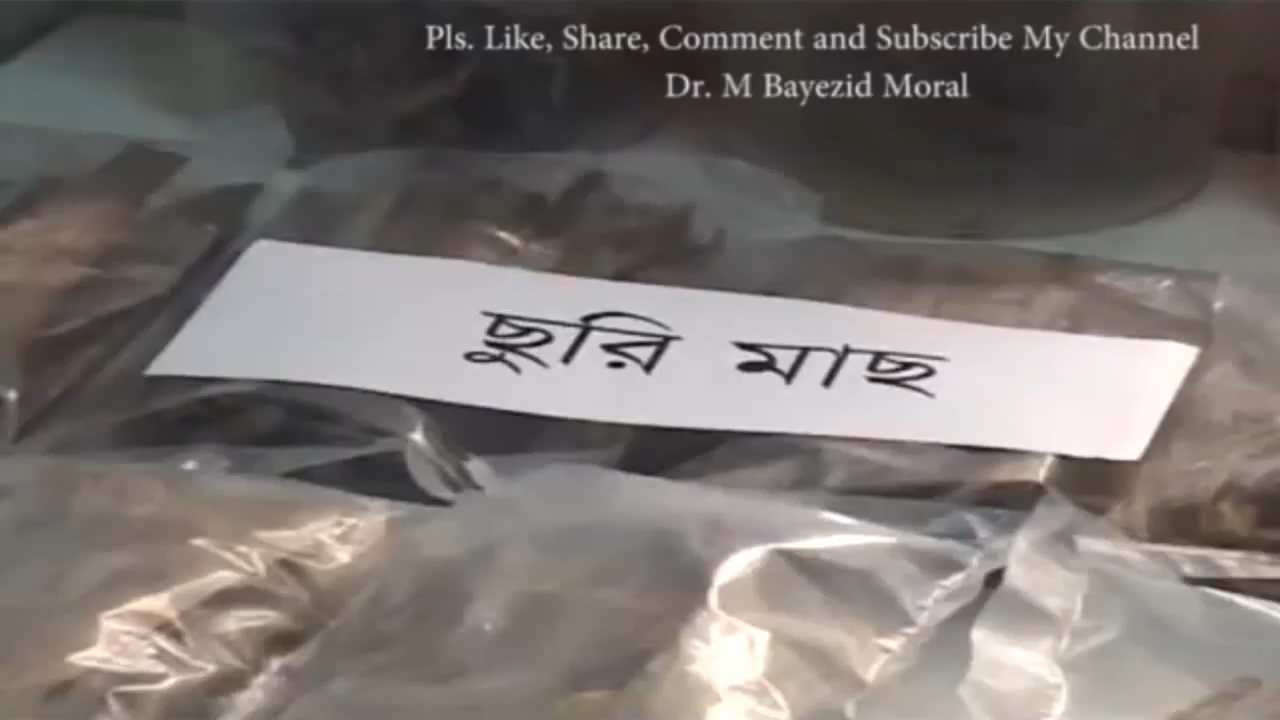 Pls. Like, Share, Comment and Subscribe My Channel
Dr. M Bayezid Moral
ছুরি মাছ